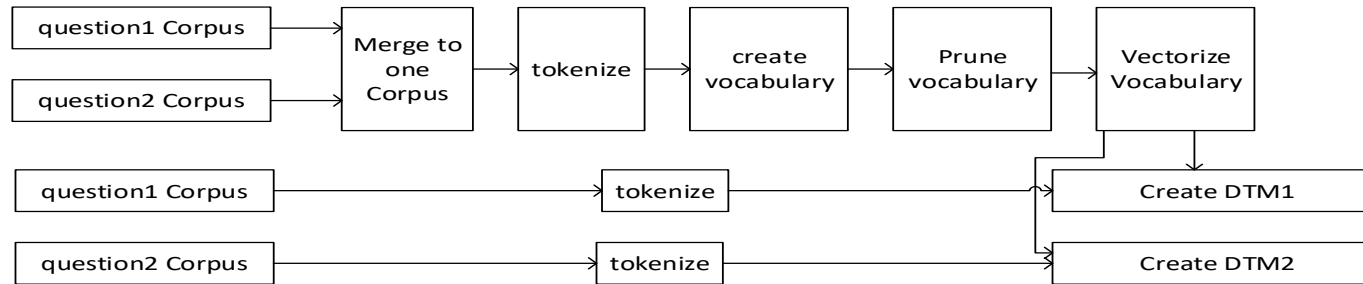 question1 Corpus
question2 Corpus
Merge to
one
Corpus
tokenize
create
vocabulary
Prune
vocabulary
Vectorize
Vocabulary
question1 Corpus
tokenize
Create DTM1
question2 Corpus
tokenize
Create DTM2